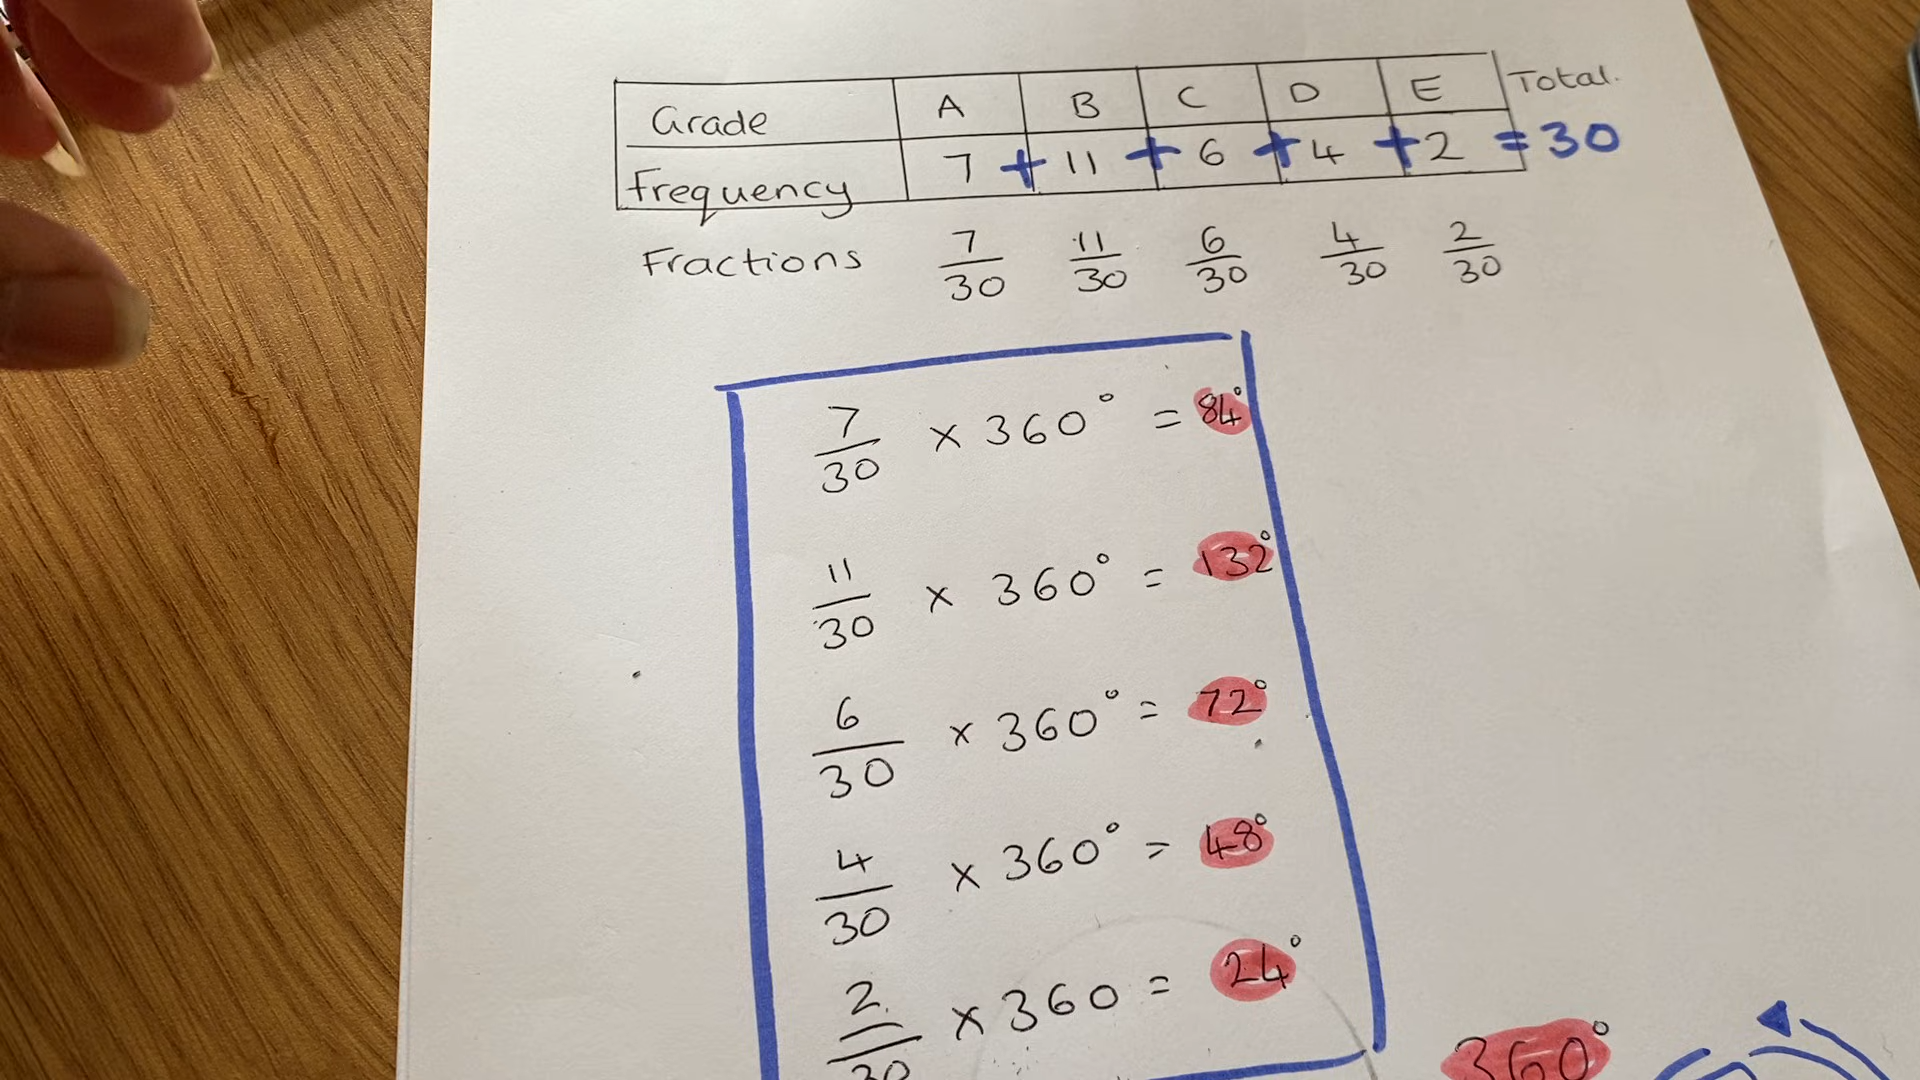 Grade A B C D E Total.
Frequency 7 + 11 + 6 + 4 + 2 = 30
Fractions 7/30 11/30 6/30 4/30 2/30
7/30 × 360° = 84°
11/30 × 360° = 132°
6/30 × 360° = 72°
4/30 × 360° = 48°
2/30 × 360 = 24°
360°